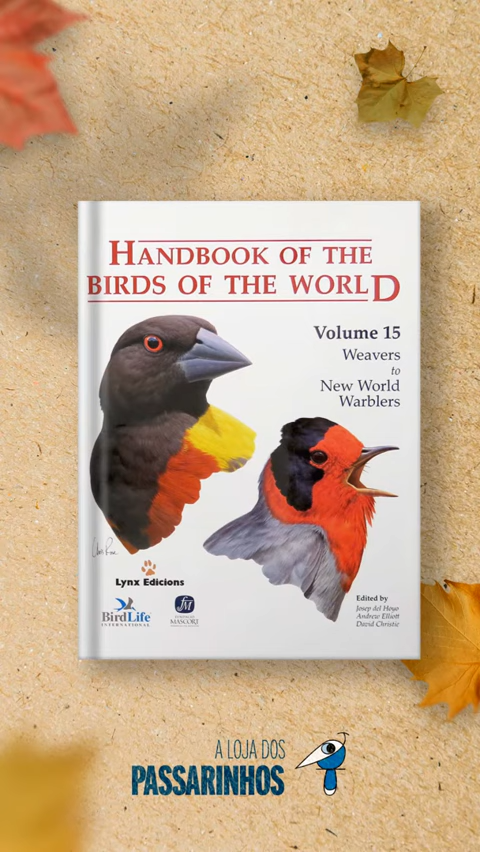 HANDBOOK OF THE
BIRDS OF THE WORLD
Volume 15
Weavers
to
New World
Warblers
Lynx Edicions
BirdLife
INTERNATIONAL
FUNDACIÓ
MASCORT
Edited by
Josep del Hoyo
Andrew Elliott
David Christie
A LOJA DOS
PASSARINHOS